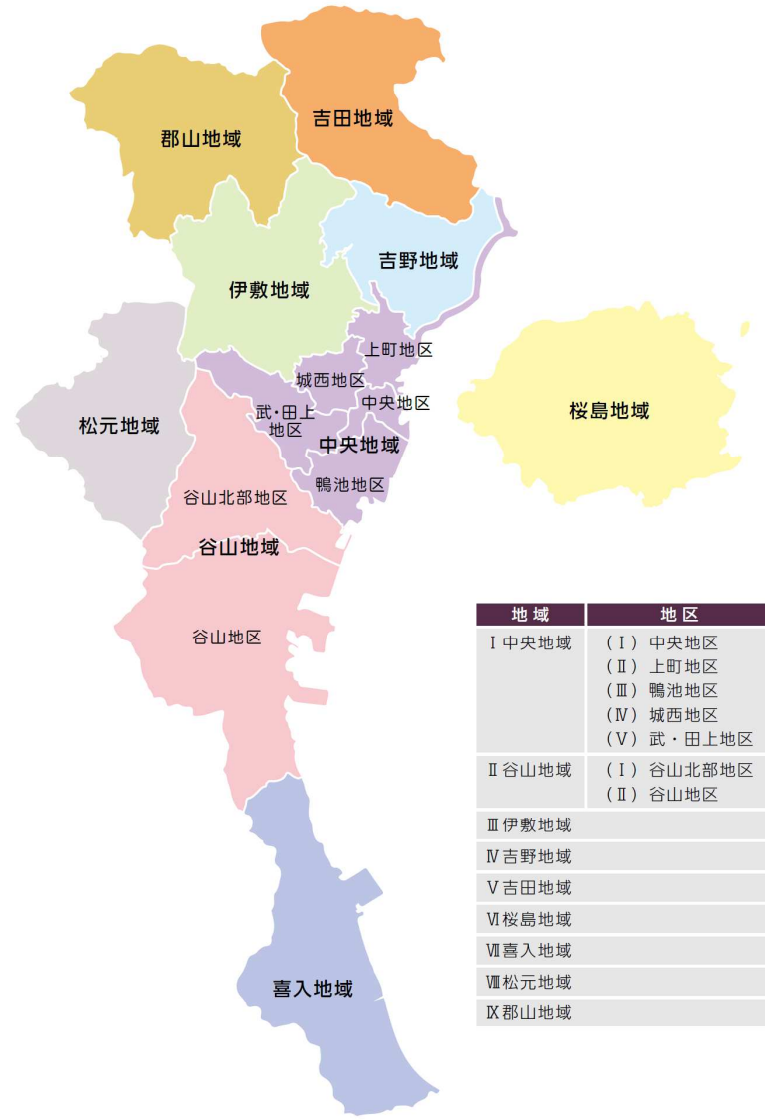 吉田地域
郡山地域
吉野地域
伊敷地域
上町地区
城西地区
中央地区
武・田上
地区
松元地域
桜島地域
中央地域
鴨池地区
谷山北部地区
谷山地域
谷山地区
喜入地域
地域 地区
Ⅰ中央地域 (Ⅰ) 中央地区
(Ⅱ) 上町地区
(Ⅲ) 鴨池地区
(Ⅳ) 城西地区
(Ⅴ) 武・田上地区
Ⅱ谷山地域 (Ⅰ) 谷山北部地区
(Ⅱ) 谷山地区
Ⅲ伊敷地域
Ⅳ吉野地域
Ⅴ吉田地域
Ⅵ桜島地域
Ⅶ喜入地域
Ⅷ松元地域
Ⅸ郡山地域